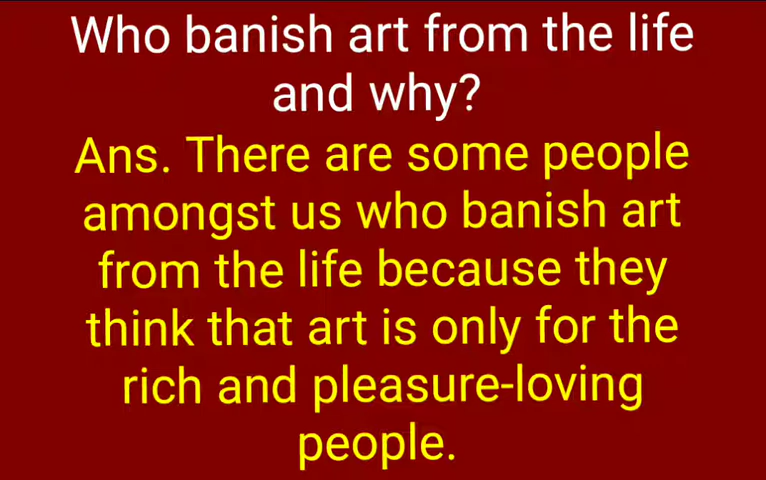 Who banish art from the life
and why?
Ans. There are some people
amongst us who banish art
from the life because they
think that art is only for the
rich and pleasure-loving
people.